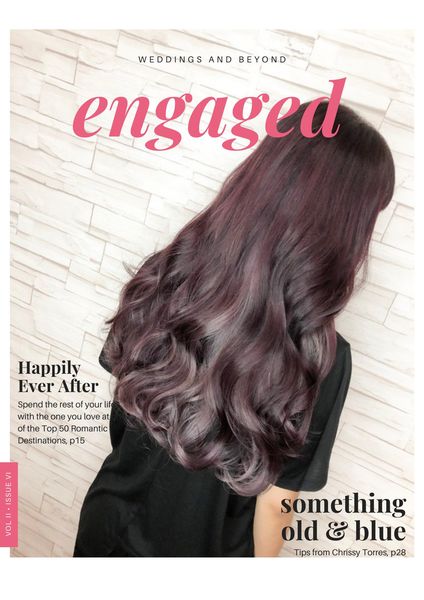 WEDDINGS AND BEYOND
engaged
Happily
Ever After
Spend the rest of your life
with the one you love at
of the Top 50 Romantic
Destinations, p15
VOL II • ISSUE VI
something
old & blue
Tips from Chrissy Torres, p28